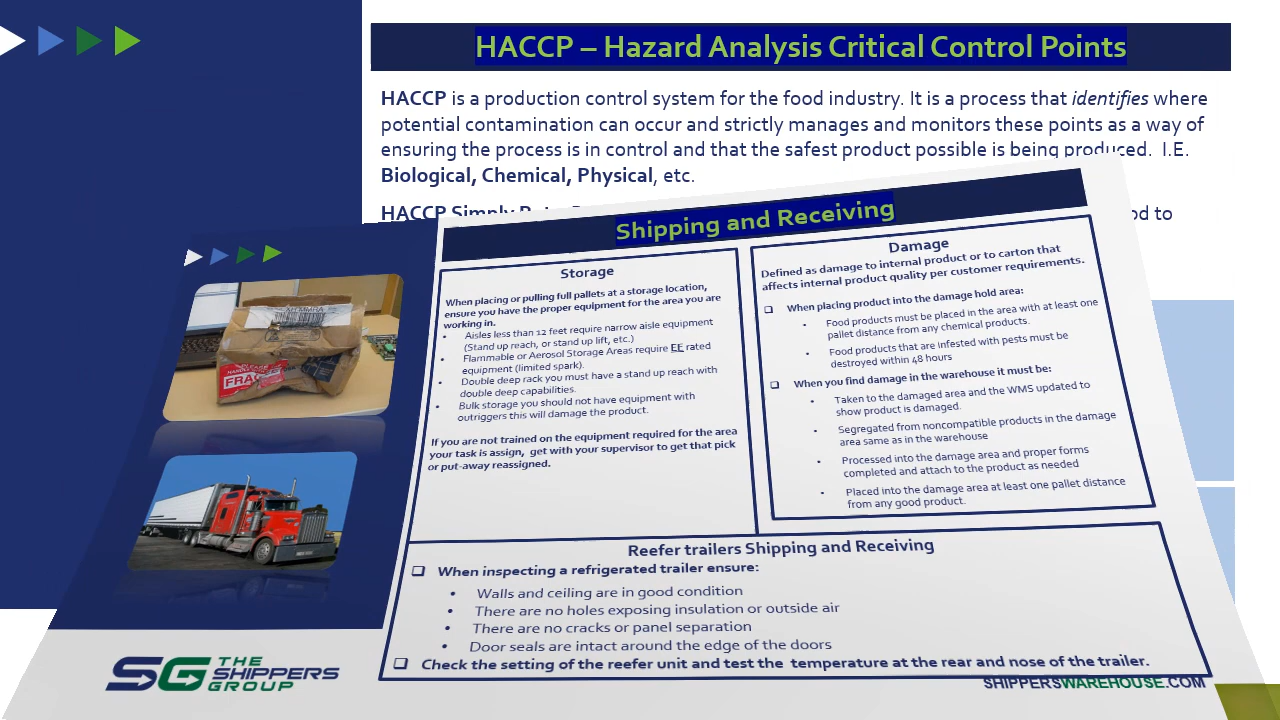 HACCP – Hazard Analysis Critical Control Points
HACCP is a production control system for the food industry. It is a process that identifies where
potential contamination can occur and strictly manages and monitors these points as a way of
ensuring the process is in control and that the safest product possible is being produced. I.E.
Biological, Chemical, Physical, etc.
HACCP Simply
to
Shipping and Receiving
Storage
When placing or pulling full pallets at a storage location,
ensure you have the proper equipment for the area you are
working in.
• Aisles less than 12 feet require narrow aisle equipment
(Stand up reach, or stand up lift, etc.)
• Flammable or Aerosol Storage Areas require EE rated
equipment (limited spark).
• Double deep rack you must have a stand up reach with
double deep capabilities.
• Bulk storage you should not have equipment with
outriggers this will damage the product.
If you are not trained on the equipment required for the area
your task is assign, get with your supervisor to get that pick
or put-away reassigned.
Damage
Defined as damage to internal product or to carton that
affects internal product quality per customer requirements.
❑ When placing product into the damage hold area:
• Food products must be placed in the area with at least one
pallet distance from any chemical products.
• Food products that are infested with pests must be
destroyed within 48 hours
❑ When you find damage in the warehouse it must be:
• Taken to the damaged area and the WMS updated to
show product is damaged.
• Segregated from noncompatible products in the damage
area same as in the warehouse
• Processed into the damage area and proper forms
completed and attach to the product as needed
• Placed into the damage area at least one pallet distance
from any good product.
Reefer trailers Shipping and Receiving
❑ When inspecting a refrigerated trailer ensure:
• Walls and ceiling are in good condition
• There are no holes exposing insulation or outside air
• There are no cracks or panel separation
• Door seals are intact around the edge of the doors
❑ Check the setting of the reefer unit and test the temperature at the rear and nose of the trailer.
SG THE
SHIPPERS
GROUP
SHIPPERSWAREHOUSE.COM